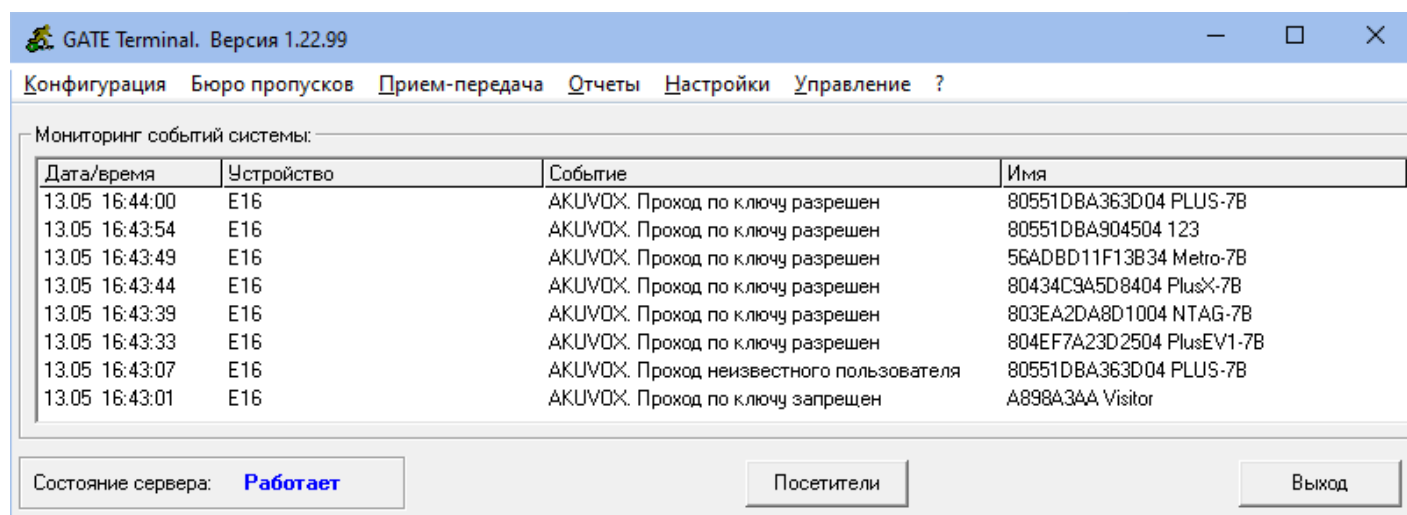 GATE Terminal. Версия 1.22.99
Конфигурация Бюро пропусков Прием-передача Отчеты Настройки Управление ?
Мониторинг событий системы:
Дата/время Устройство Событие Имя
13.05 16:44:00 E16 AKUVOX. Проход по ключу разрешен 80551DBA363D04 PLUS-7B
13.05 16:43:54 E16 AKUVOX. Проход по ключу разрешен 80551DBA904504 123
13.05 16:43:49 E16 AKUVOX. Проход по ключу разрешен 56ADBD11F13B34 Metro-7B
13.05 16:43:44 E16 AKUVOX. Проход по ключу разрешен 80434C9A5D8404 PlusX-7B
13.05 16:43:39 E16 AKUVOX. Проход по ключу разрешен 803EA2DA8D1004 NTAG-7B
13.05 16:43:33 E16 AKUVOX. Проход по ключу разрешен 804EF7A23D2504 PlusEV1-7B
13.05 16:43:07 E16 AKUVOX. Проход неизвестного пользователя 80551DBA363D04 PLUS-7B
13.05 16:43:01 E16 AKUVOX. Проход по ключу запрещен A898A3AA Visitor
Состояние сервера: Работает Посетители Выход